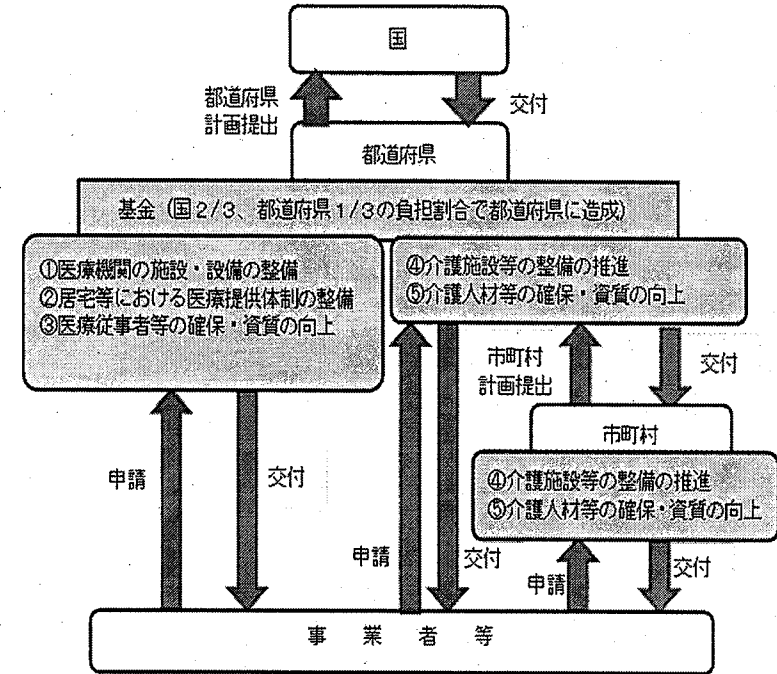 国
都道府県
計画提出
交付
都道府県
基金(国2/3、都道府県1/3の負担割合で都道府県に造成)
①医療機関の施設・設備の整備
②居宅等における医療提供体制の整備
③医療従事者等の確保・資質の向上
④介護施設等の整備の推進
⑤介護人材等の確保・資質の向上
市町村
計画提出
交付
市町村
④介護施設等の整備の推進
⑤介護人材等の確保・資質の向上
申請
交付
申請
交付
申請
交付
事業者等